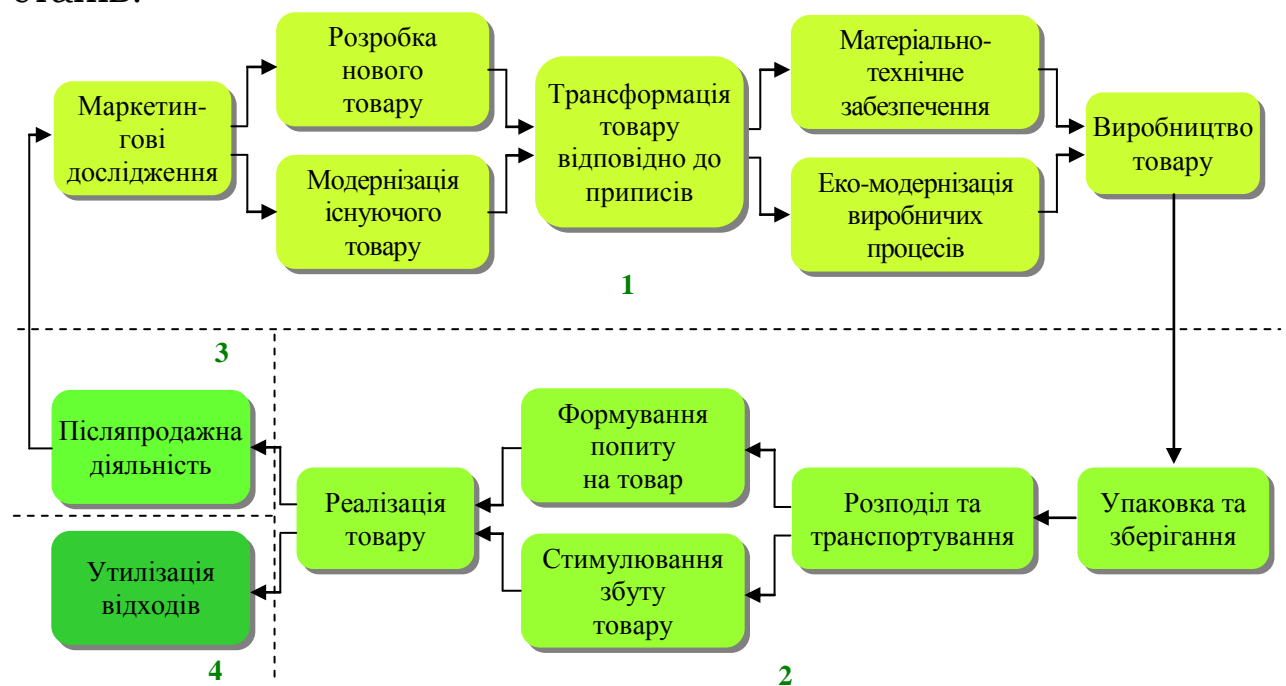 етапів.
Розробка
нового
товару
Матеріально-
технічне
забезпечення
Маркетин-
гові
дослідження
Трансформація
товару
відповідно до
приписів
Виробництво
товару
Модернізація
існуючого
товару
Еко-модернізація
виробничих
процесів
1
3
Післяпродажна
діяльність
Формування
попиту
на товар
Реалізація
товару
Розподіл та
транспортування
Упаковка та
зберігання
Утилізація
відходів
Стимулювання
збуту
товару
4
2